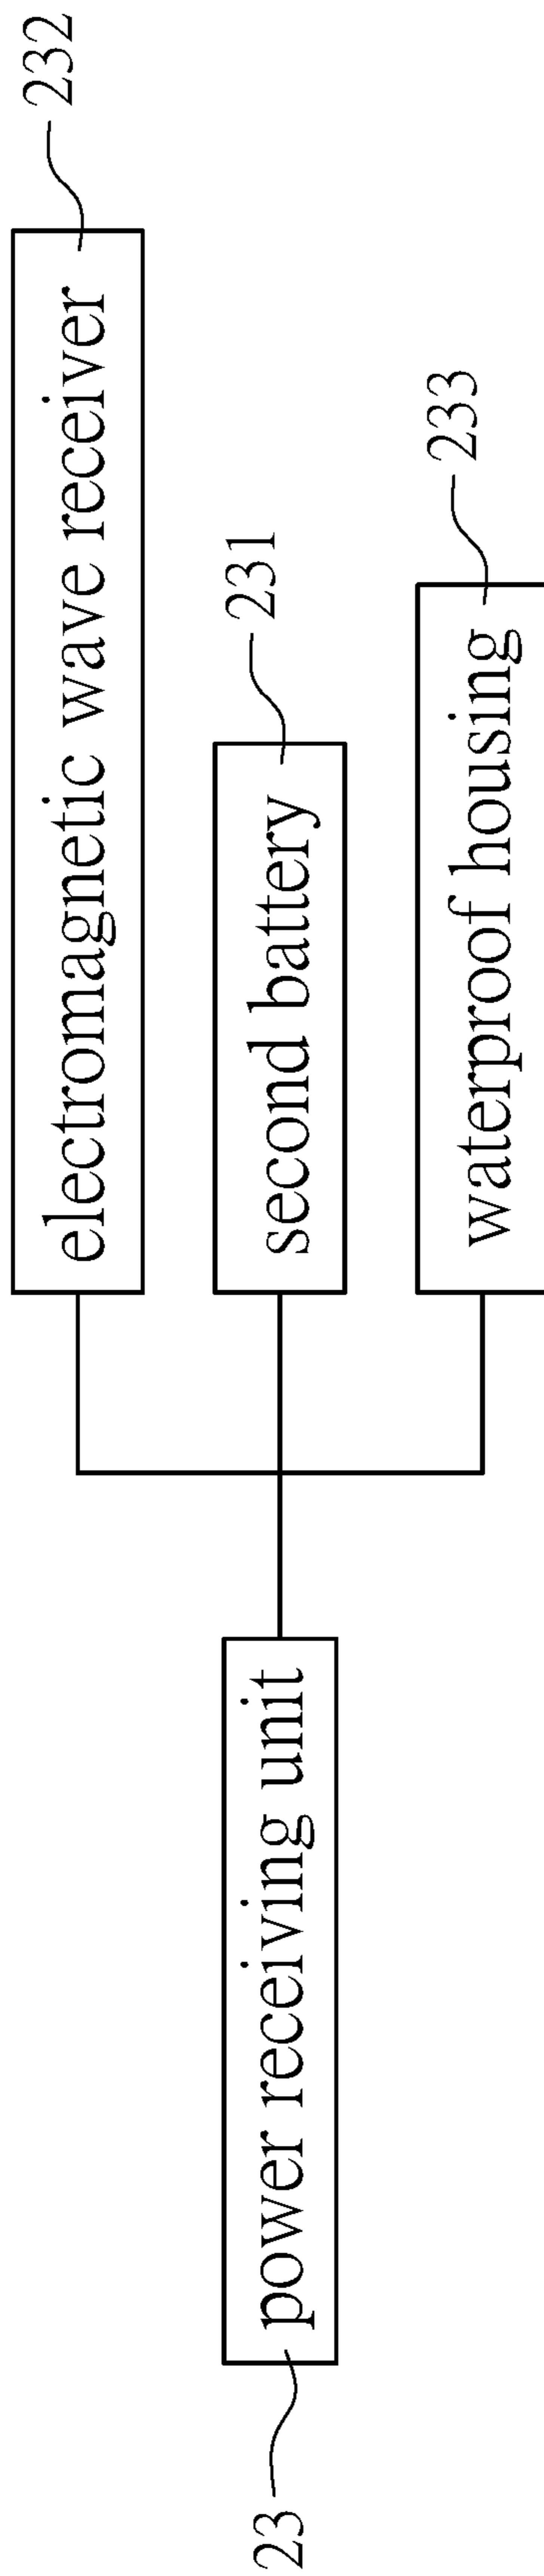 electromagnetic wave receiver
232
second battery
231
power receiving unit
23
waterproof housing
233